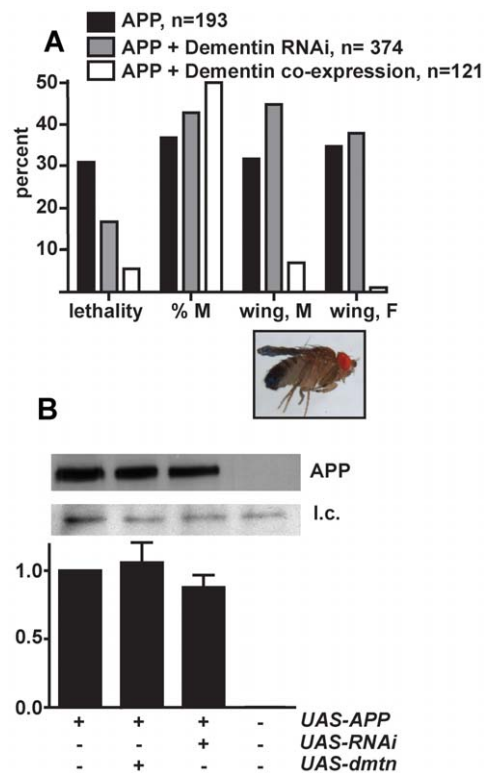 A
APP, n=193
APP + Dementin RNAi, n= 374
APP + Dementin co-expression, n=121
percent
50
40
30
20
10
lethality % M wing, M wing, F
B
APP
l.c.
1.0
0.5
0.0
+ + + - UAS-APP
- - + - UAS-RNAi
- + - - UAS-dmtn